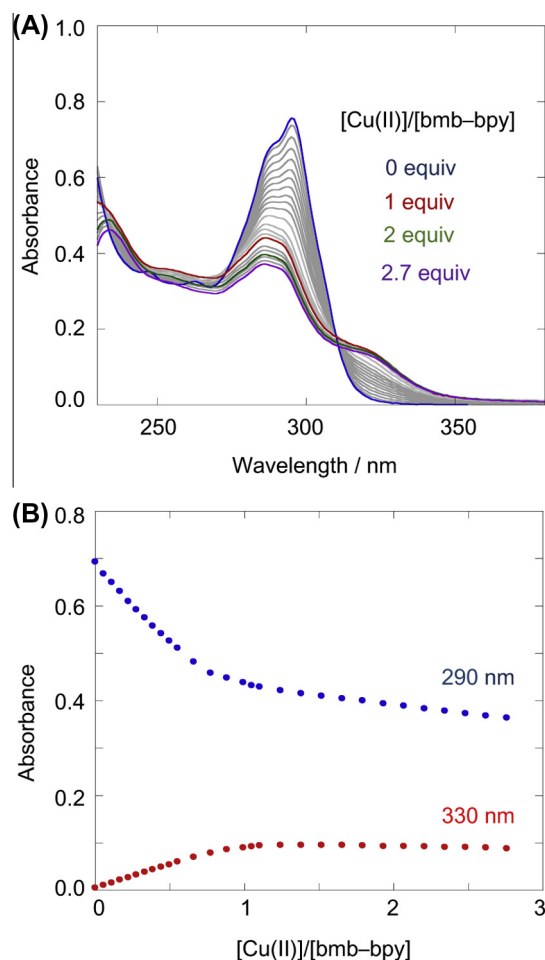 (A)
1.0
0.8
0.6
0.4
0.2
0.0
Absorbance
[Cu(II)]/[bmb–bpy]
0 equiv
1 equiv
2 equiv
2.7 equiv
250
300
350
Wavelength / nm
(B)
0.8
0.6
0.4
0.2
0.0
Absorbance
290 nm
330 nm
0
1
2
3
[Cu(II)]/[bmb–bpy]